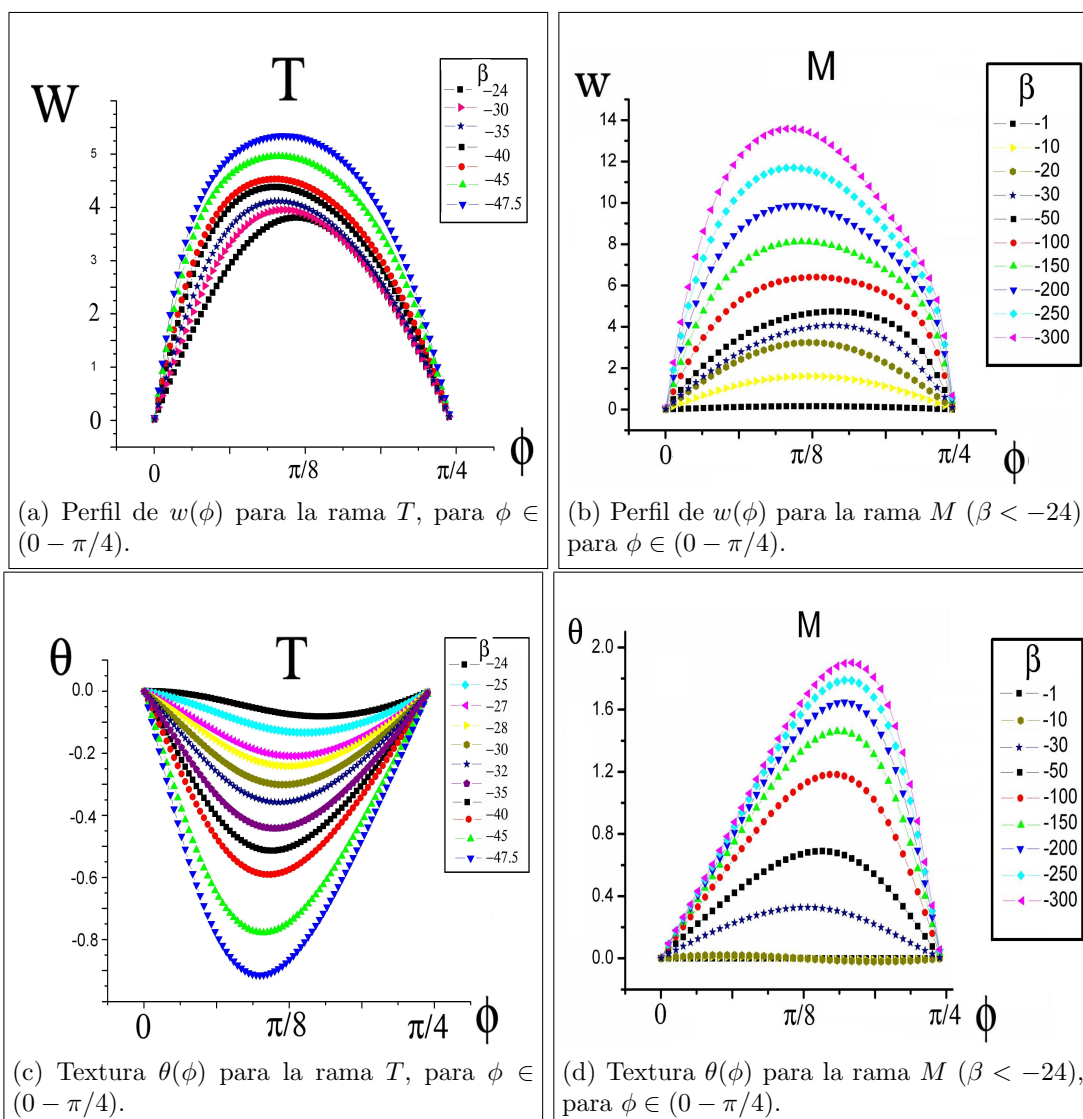 W
T
β
−24
−30
−35
−40
−45
−47.5
5
4
3
2
1
0
0
π/8
π/4
ϕ
(a) Perfil de w(ϕ) para la rama T, para ϕ ∈
(0 − π/4).
w
M
β
-1
-10
-20
-30
-50
-100
-150
-200
-250
-300
14
12
10
8
6
4
2
0
0
π/8
π/4
ϕ
(b) Perfil de w(ϕ) para la rama M (β < −24)
para ϕ ∈ (0 − π/4).
θ
T
β
−24
−25
−27
−28
−30
−32
−35
−40
−45
−47.5
0.0
-0.2
-0.4
-0.6
-0.8
0
π/8
π/4
ϕ
(c) Textura θ(ϕ) para la rama T, para ϕ ∈
(0 − π/4).
θ
M
β
-1
-10
-30
-50
-100
-150
-200
-250
-300
2.0
1.6
1.2
0.8
0.4
0.0
0
π/8
π/4
ϕ
(d) Textura θ(ϕ) para la rama M (β < −24),
para ϕ ∈ (0 − π/4).